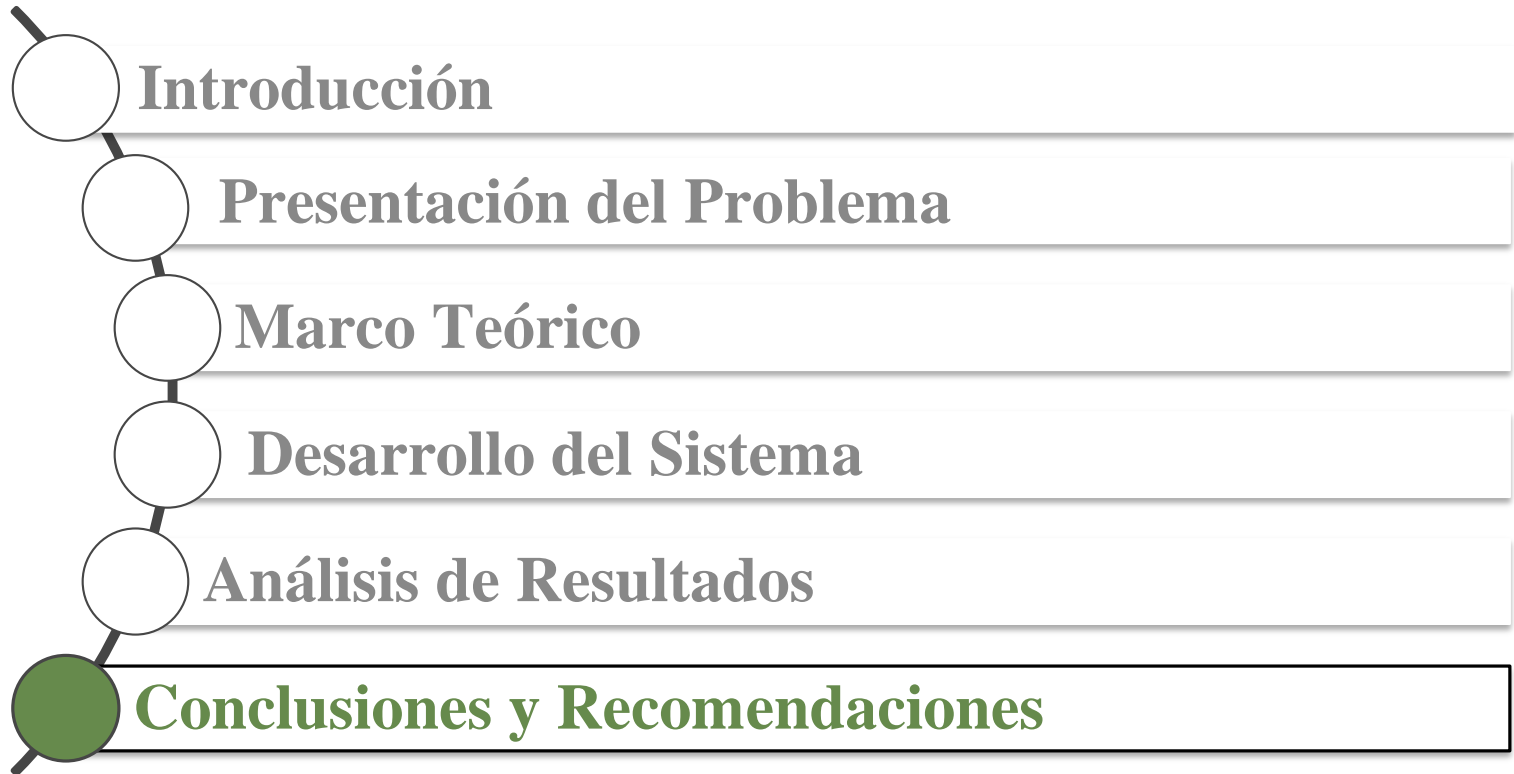 Introducción
Presentación del Problema
Marco Teórico
Desarrollo del Sistema
Análisis de Resultados
Conclusiones y Recomendaciones